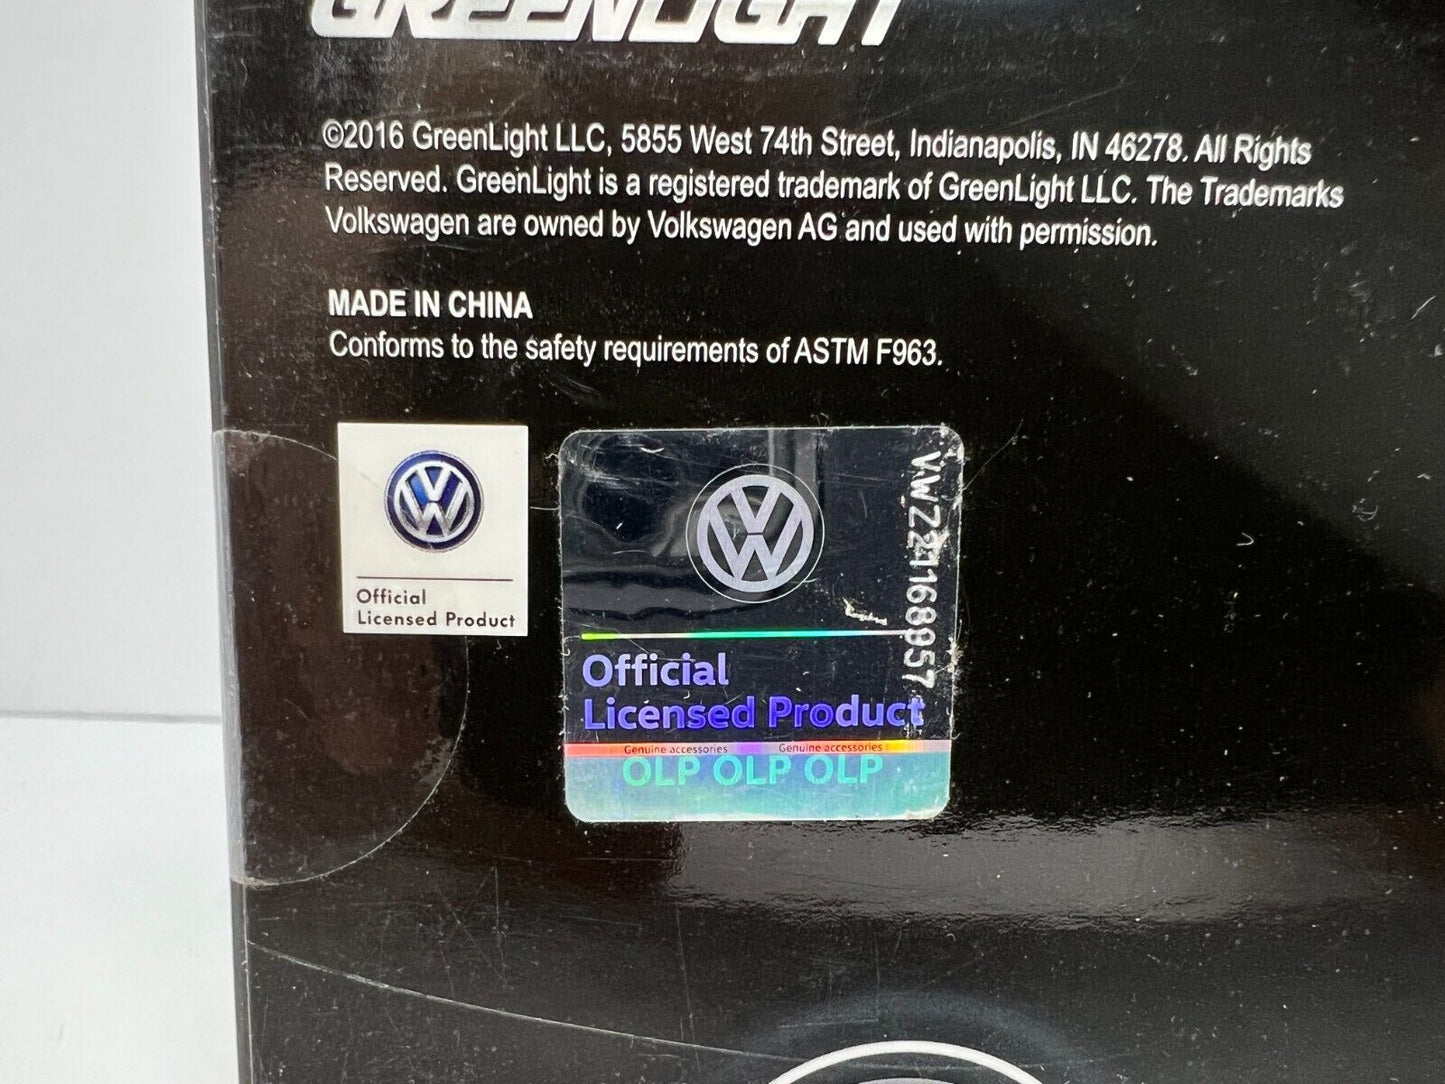 GREENLIGHT
©2016 GreenLight LLC, 5855 West 74th Street, Indianapolis, IN 46278. All Rights
Reserved. GreenLight is a registered trademark of GreenLight LLC. The Trademarks
Volkswagen are owned by Volkswagen AG and used with permission.
MADE IN CHINA
Conforms to the safety requirements of ASTM F963.
Official
Licensed Product
VWZ241168957
Official
Licensed Product
Genuine accessories Genuine accessories
OLP OLP OLP